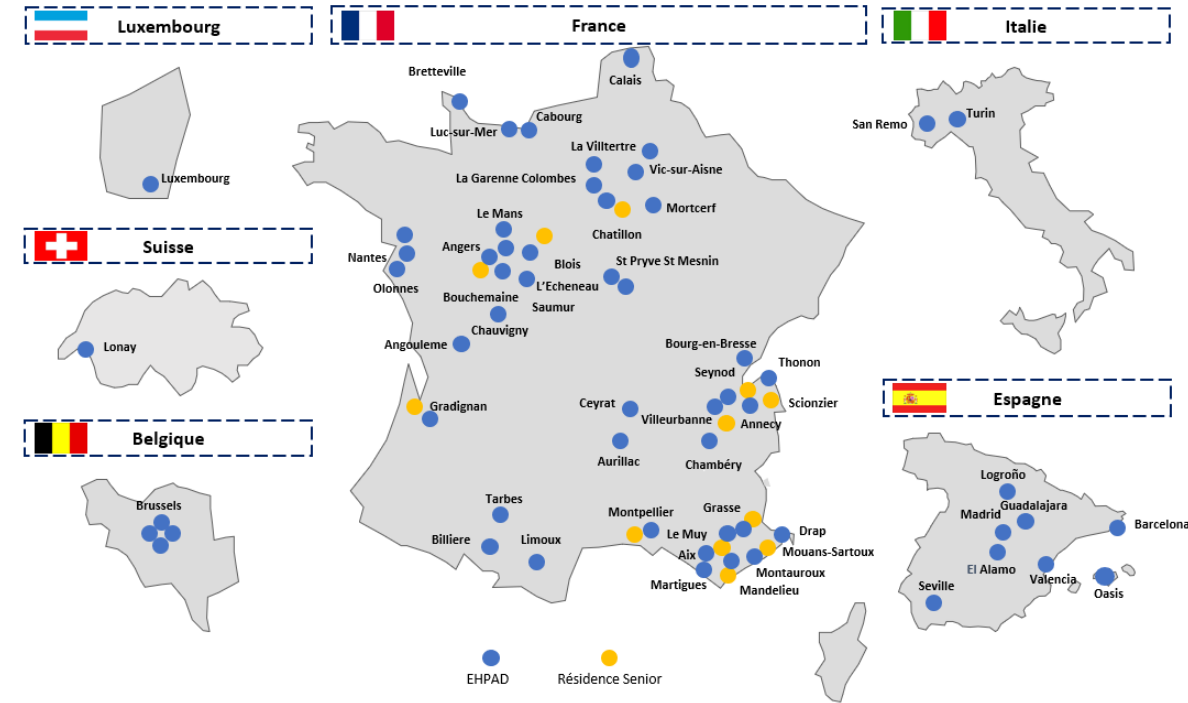 Luxembourg
France
Italie
Bretteville
Calais
Cabourg
Luc-sur-Mer
La Villtertre
Vic-sur-Aisne
La Garenne Colombes
Mortcerf
Le Mans
Chatillon
Angers
Nantes
Blois
St Pryve St Mesnin
Olonnes
L'Echeneau
Bouchemaine
Saumur
Chauvigny
Angouleme
Bourg-en-Bresse
Thonon
Seynod
Gradignan
Ceyrat
Scionzier
Villeurbanne
Annecy
Aurillac
Chambéry
Tarbes
Montpellier
Grasse
Billiere
Limoux
Le Muy
Drap
Aix
Mouans-Sartoux
Montauroux
Martigues
Mandelieu
Luxembourg
Suisse
Lonay
Belgique
Brussels
San Remo
Turin
Espagne
Logroño
Guadalajara
Madrid
Barcelona
El Alamo
Valencia
Seville
Oasis
EHPAD
Résidence Senior